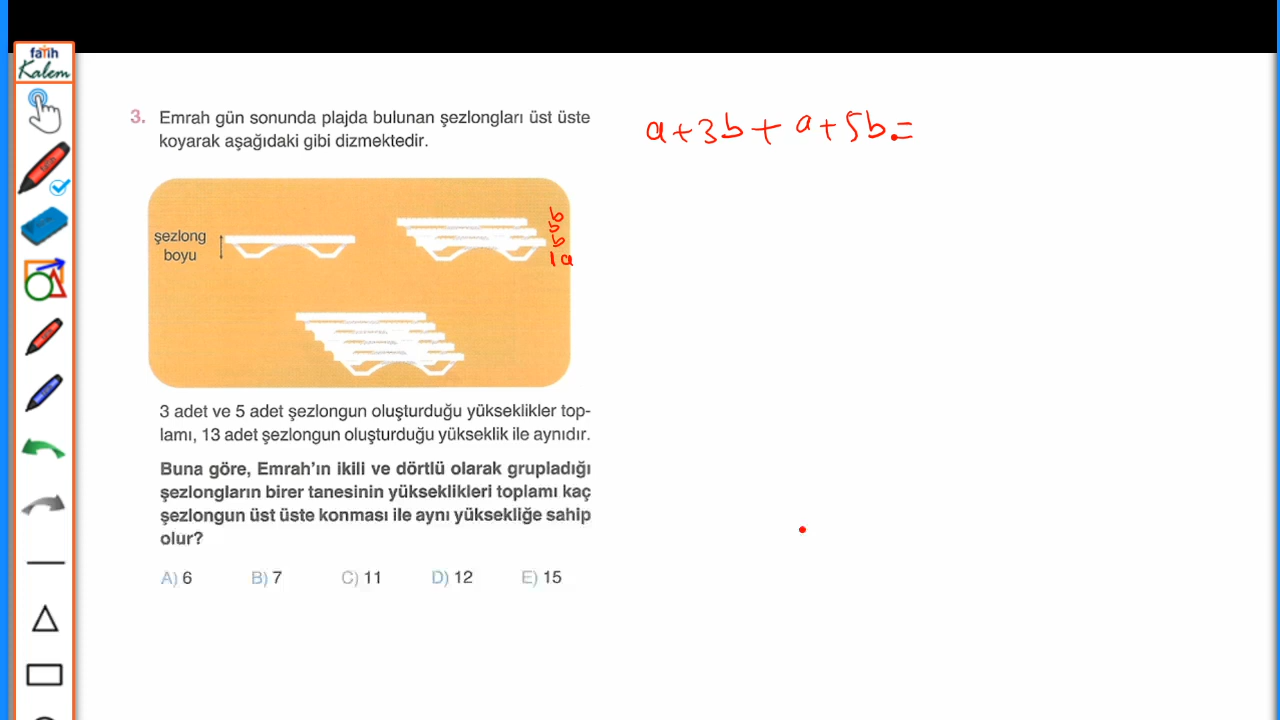 fatih
Kalem
3. Emrah gün sonunda plajda bulunan şezlongları üst üste
koyarak aşağıdaki gibi dizmektedir.
a+3b+a+5b=
şezlong
boyu
b
b
b
1a
3 adet ve 5 adet şezlongun oluşturduğu yükseklikler top-
lamı, 13 adet şezlongun oluşturduğu yükseklik ile aynıdır.
Buna göre, Emrah'ın ikili ve dörtlü olarak grupladığı
şezlongların birer tanesinin yükseklikleri toplamı kaç
şezlongun üst üste konması ile aynı yüksekliğe sahip
olur?
A) 6 B) 7 C) 11 D) 12 E) 15